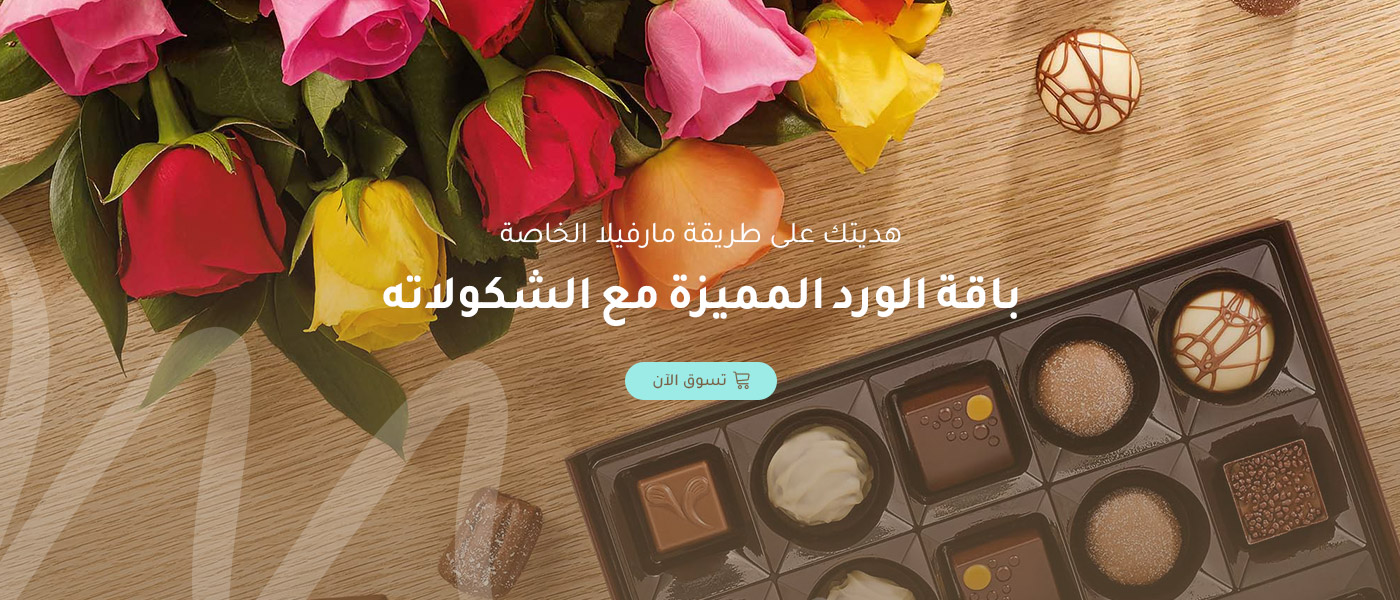 هديتك على طريقة مارفيلا الخاصة
باقة الورد المميزة مع الشكولاته
تسوق الآن